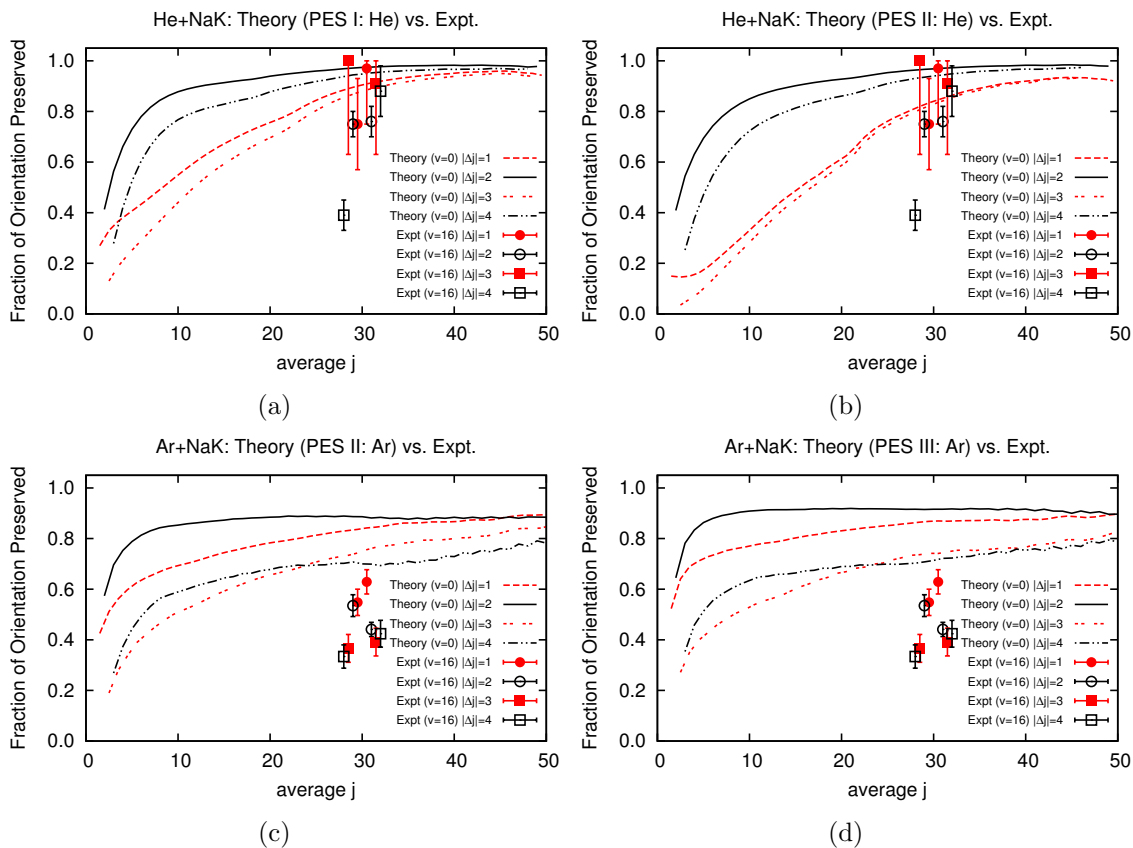 He+NaK: Theory (PES I: He) vs. Expt.
Fraction of Orientation Preserved
1.0
0.8
0.6
0.4
0.2
0.0
Theory (v=0) |Δj|=1
Theory (v=0) |Δj|=2
Theory (v=0) |Δj|=3
Theory (v=0) |Δj|=4
Expt (v=16) |Δj|=1
Expt (v=16) |Δj|=2
Expt (v=16) |Δj|=3
Expt (v=16) |Δj|=4
0 10 20 30 40 50
average j
(a)
He+NaK: Theory (PES II: He) vs. Expt.
Fraction of Orientation Preserved
1.0
0.8
0.6
0.4
0.2
0.0
Theory (v=0) |Δj|=1
Theory (v=0) |Δj|=2
Theory (v=0) |Δj|=3
Theory (v=0) |Δj|=4
Expt (v=16) |Δj|=1
Expt (v=16) |Δj|=2
Expt (v=16) |Δj|=3
Expt (v=16) |Δj|=4
0 10 20 30 40 50
average j
(b)
Ar+NaK: Theory (PES II: Ar) vs. Expt.
Fraction of Orientation Preserved
1.0
0.8
0.6
0.4
0.2
0.0
Theory (v=0) |Δj|=1
Theory (v=0) |Δj|=2
Theory (v=0) |Δj|=3
Theory (v=0) |Δj|=4
Expt (v=16) |Δj|=1
Expt (v=16) |Δj|=2
Expt (v=16) |Δj|=3
Expt (v=16) |Δj|=4
0 10 20 30 40 50
average j
(c)
Ar+NaK: Theory (PES III: Ar) vs. Expt.
Fraction of Orientation Preserved
1.0
0.8
0.6
0.4
0.2
0.0
Theory (v=0) |Δj|=1
Theory (v=0) |Δj|=2
Theory (v=0) |Δj|=3
Theory (v=0) |Δj|=4
Expt (v=16) |Δj|=1
Expt (v=16) |Δj|=2
Expt (v=16) |Δj|=3
Expt (v=16) |Δj|=4
0 10 20 30 40 50
average j
(d)